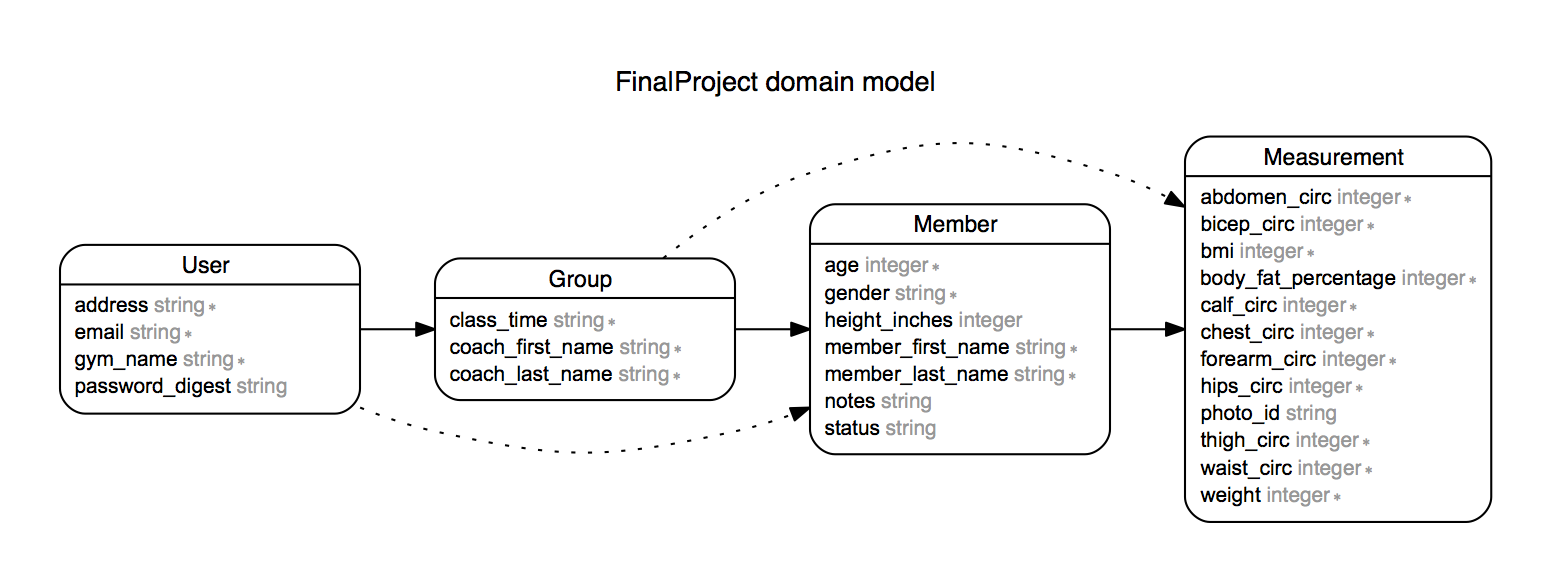 FinalProject domain model
User
address string *
email string *
gym_name string *
password_digest string
Group
class_time string *
coach_first_name string *
coach_last_name string *
Member
age integer *
gender string *
height_inches integer
member_first_name string *
member_last_name string *
notes string
status string
Measurement
abdomen_circ integer *
bicep_circ integer *
bmi integer *
body_fat_percentage integer *
calf_circ integer *
chest_circ integer *
forearm_circ integer *
hips_circ integer *
photo_id string
thigh_circ integer *
waist_circ integer *
weight integer *